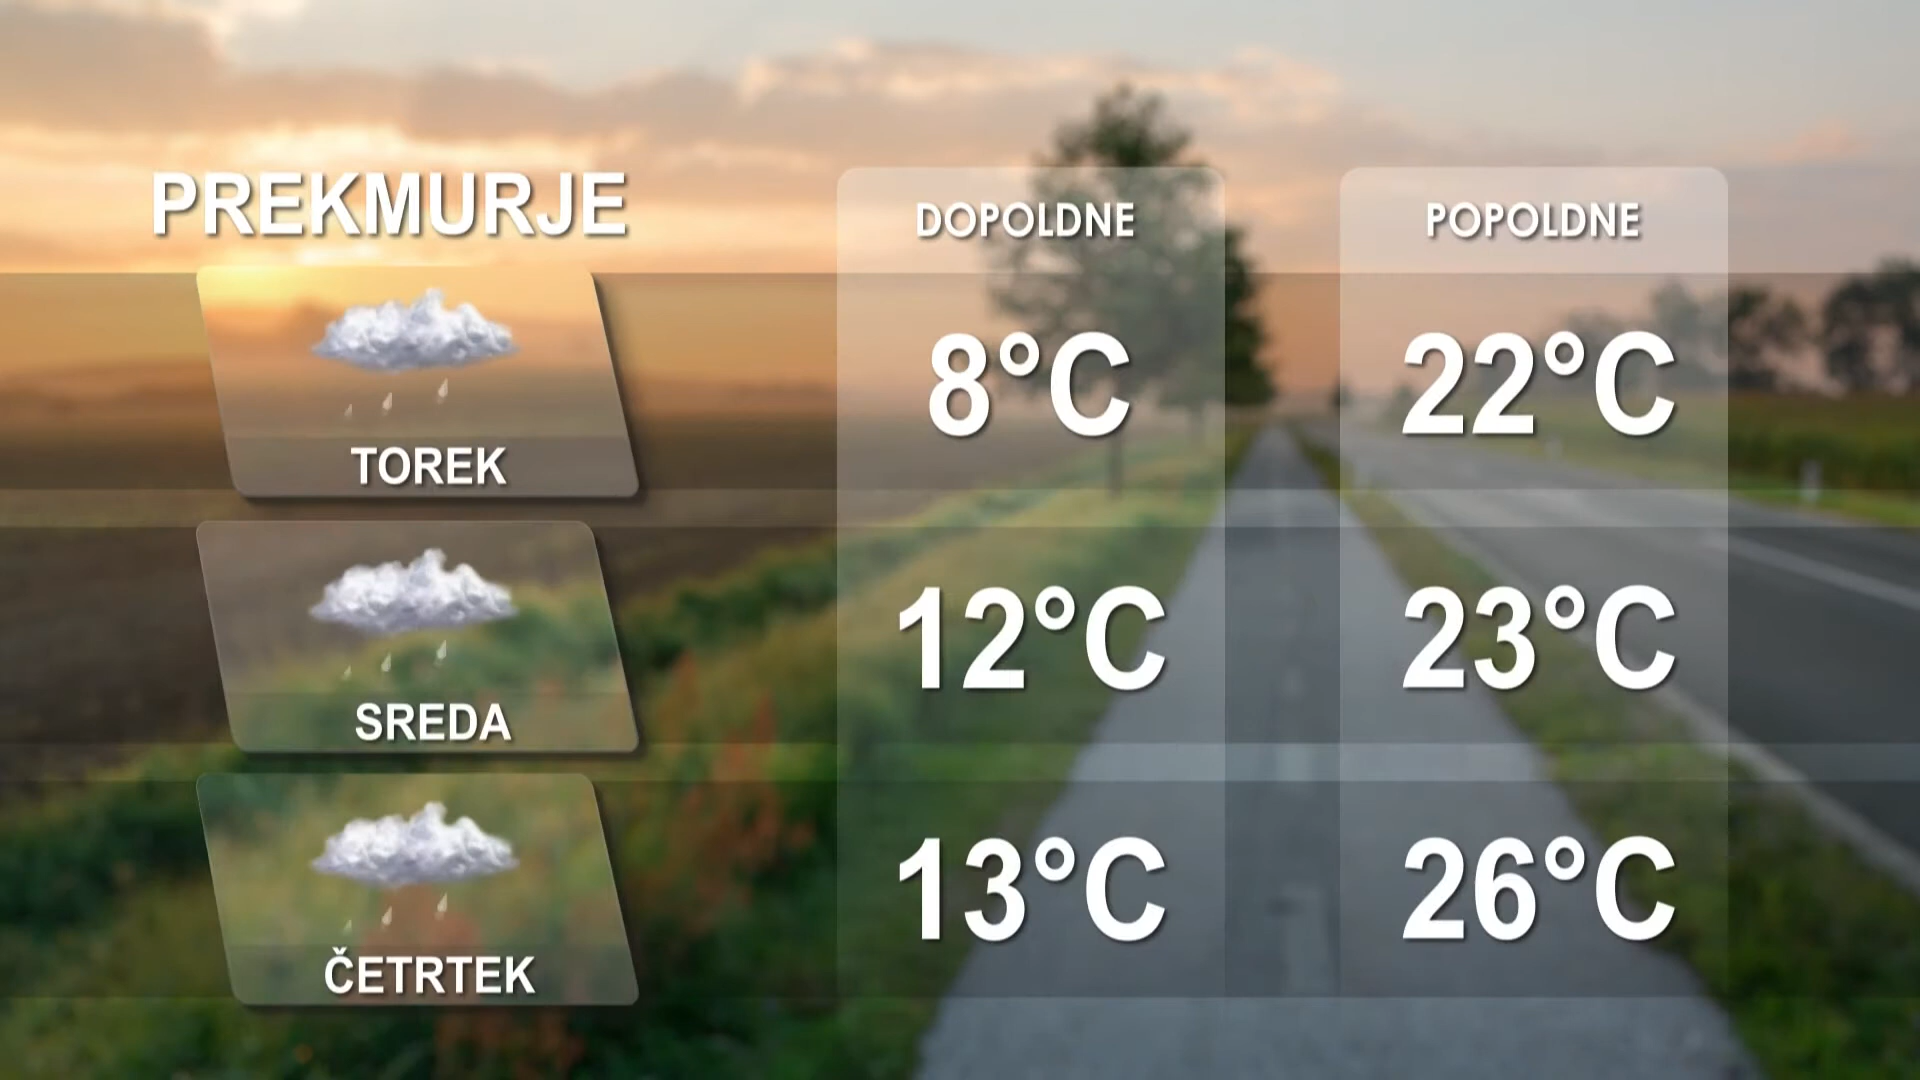 PREKMURJE
DOPOLDNE POPOLDNE
8°C 22°C
TOREK
12°C 23°C
SREDA
13°C 26°C
ČETRTEK